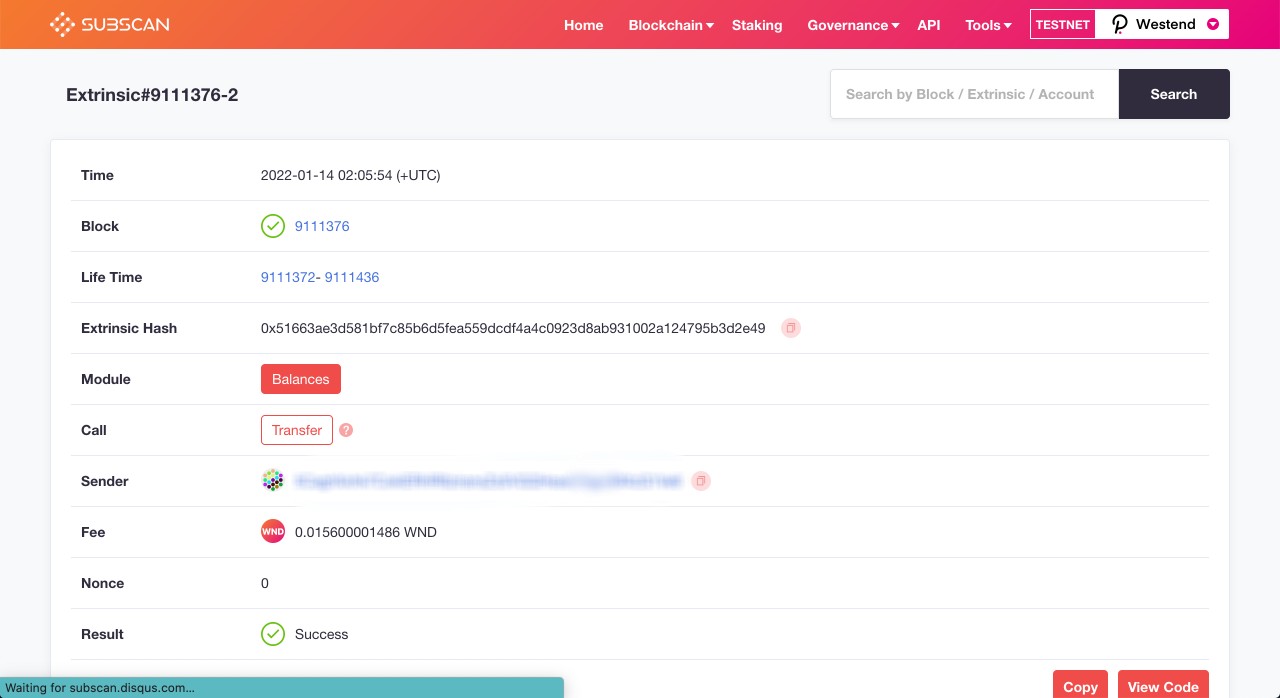 SUBSCAN Home Blockchain Staking Governance API Tools TESTNET Westend
Extrinsic#9111376-2 Search by Block / Extrinsic / Account Search
Time 2022-01-14 02:05:54 (+UTC)
Block 9111376
Life Time 9111372- 9111436
Extrinsic Hash 0x51663ae3d581bf7c85b6d5fea559dcdf4a4c0923d8ab931002a124795b3d2e49
Module Balances
Call Transfer ?
Sender
Fee WND 0.015600001486 WND
Nonce 0
Result Success
Copy View Code
Waiting for subscan.disqus.com...